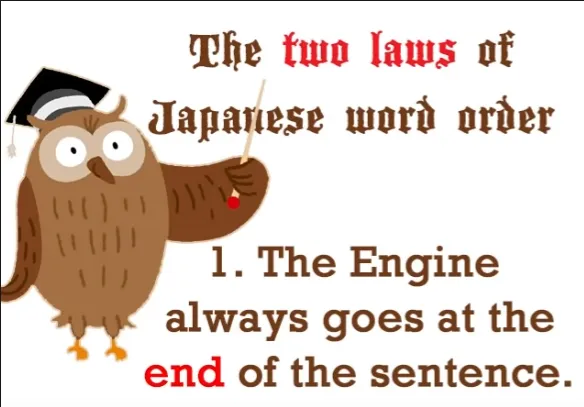 The two laws of
Japanese word order
1. The Engine
always goes at the
end of the sentence.